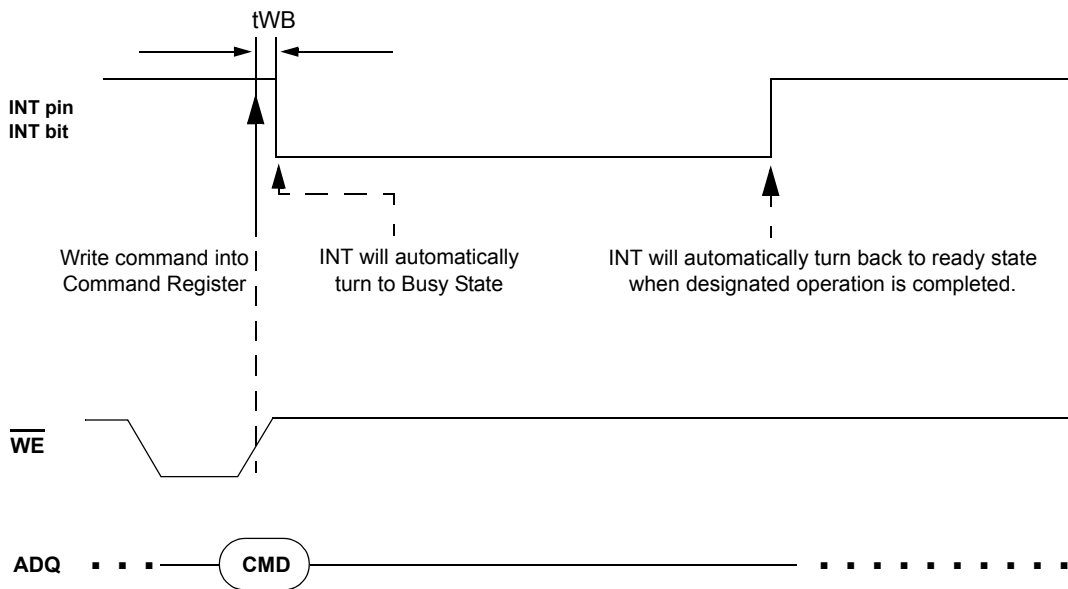 tWB
INT pin
INT bit
Write command into
Command Register
INT will automatically
turn to Busy State
INT will automatically turn back to ready state
when designated operation is completed.
WE
ADQ
CMD